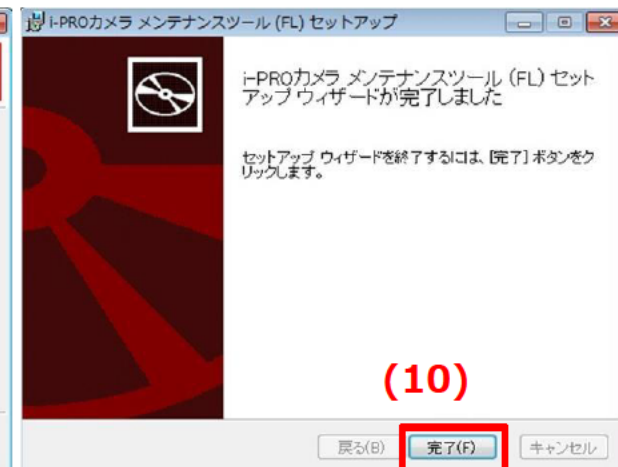 i-PROカメラ メンテナンスツール (FL) セットアップ
i-PROカメラ メンテナンスツール (FL) セット
アップ ウィザードが完了しました
セットアップ ウィザードを終了するには、[完了] ボタンをク
リックします。
(10)
戻る(B) 完了(F) キャンセル